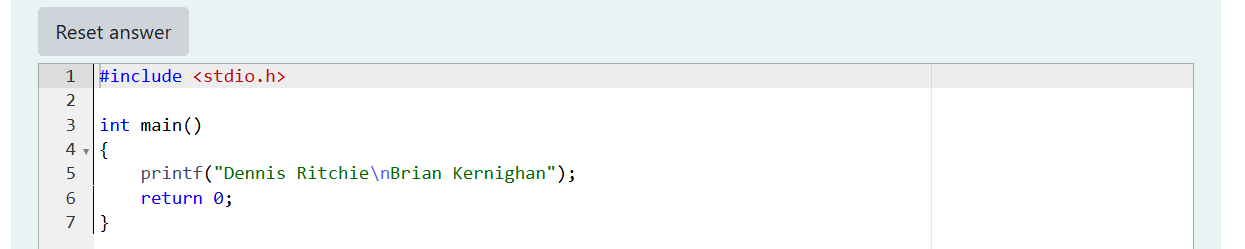 Reset answer
1 #include <stdio.h>
2
3 int main()
4 {
5     printf("Dennis Ritchie\nBrian Kernighan");
6     return 0;
7 }